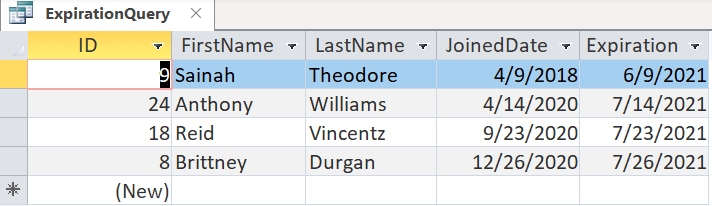 ExpirationQuery
ID FirstName LastName JoinedDate Expiration
9 Sainah Theodore 4/9/2018 6/9/2021
24 Anthony Williams 4/14/2020 7/14/2021
18 Reid Vincentz 9/23/2020 7/23/2021
8 Brittney Durgan 12/26/2020 7/26/2021
(New)